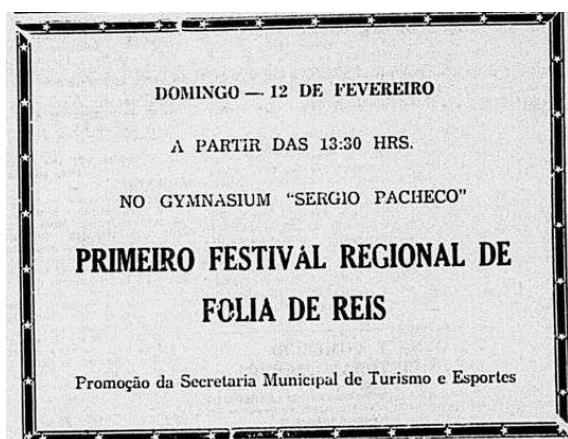 DOMINGO — 12 DE FEVEREIRO
A PARTIR DAS 13:30 HRS.
NO GYMNASIUM “SERGIO PACHECO”
PRIMEIRO FESTIVAL REGIONAL DE
FOLIA DE REIS
Promoção da Secretaria Municipal de Turismo e Esportes